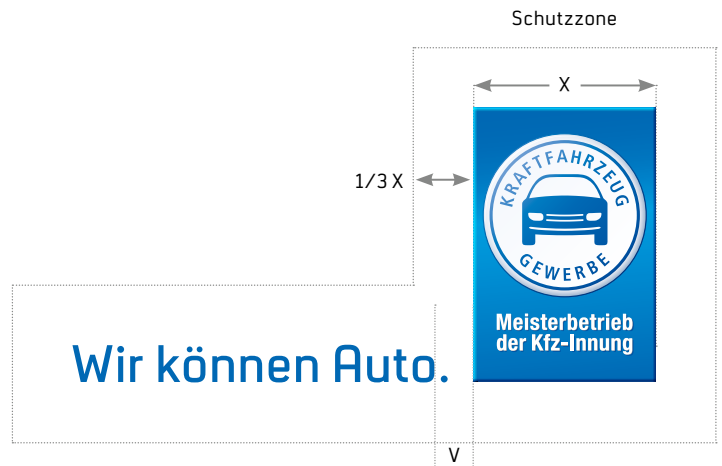 Schutzzone
X
1/3 X
KRAFTFAHRZEUG
GEWERBE
Meisterbetrieb
der Kfz-Innung
Wir können Auto.
V